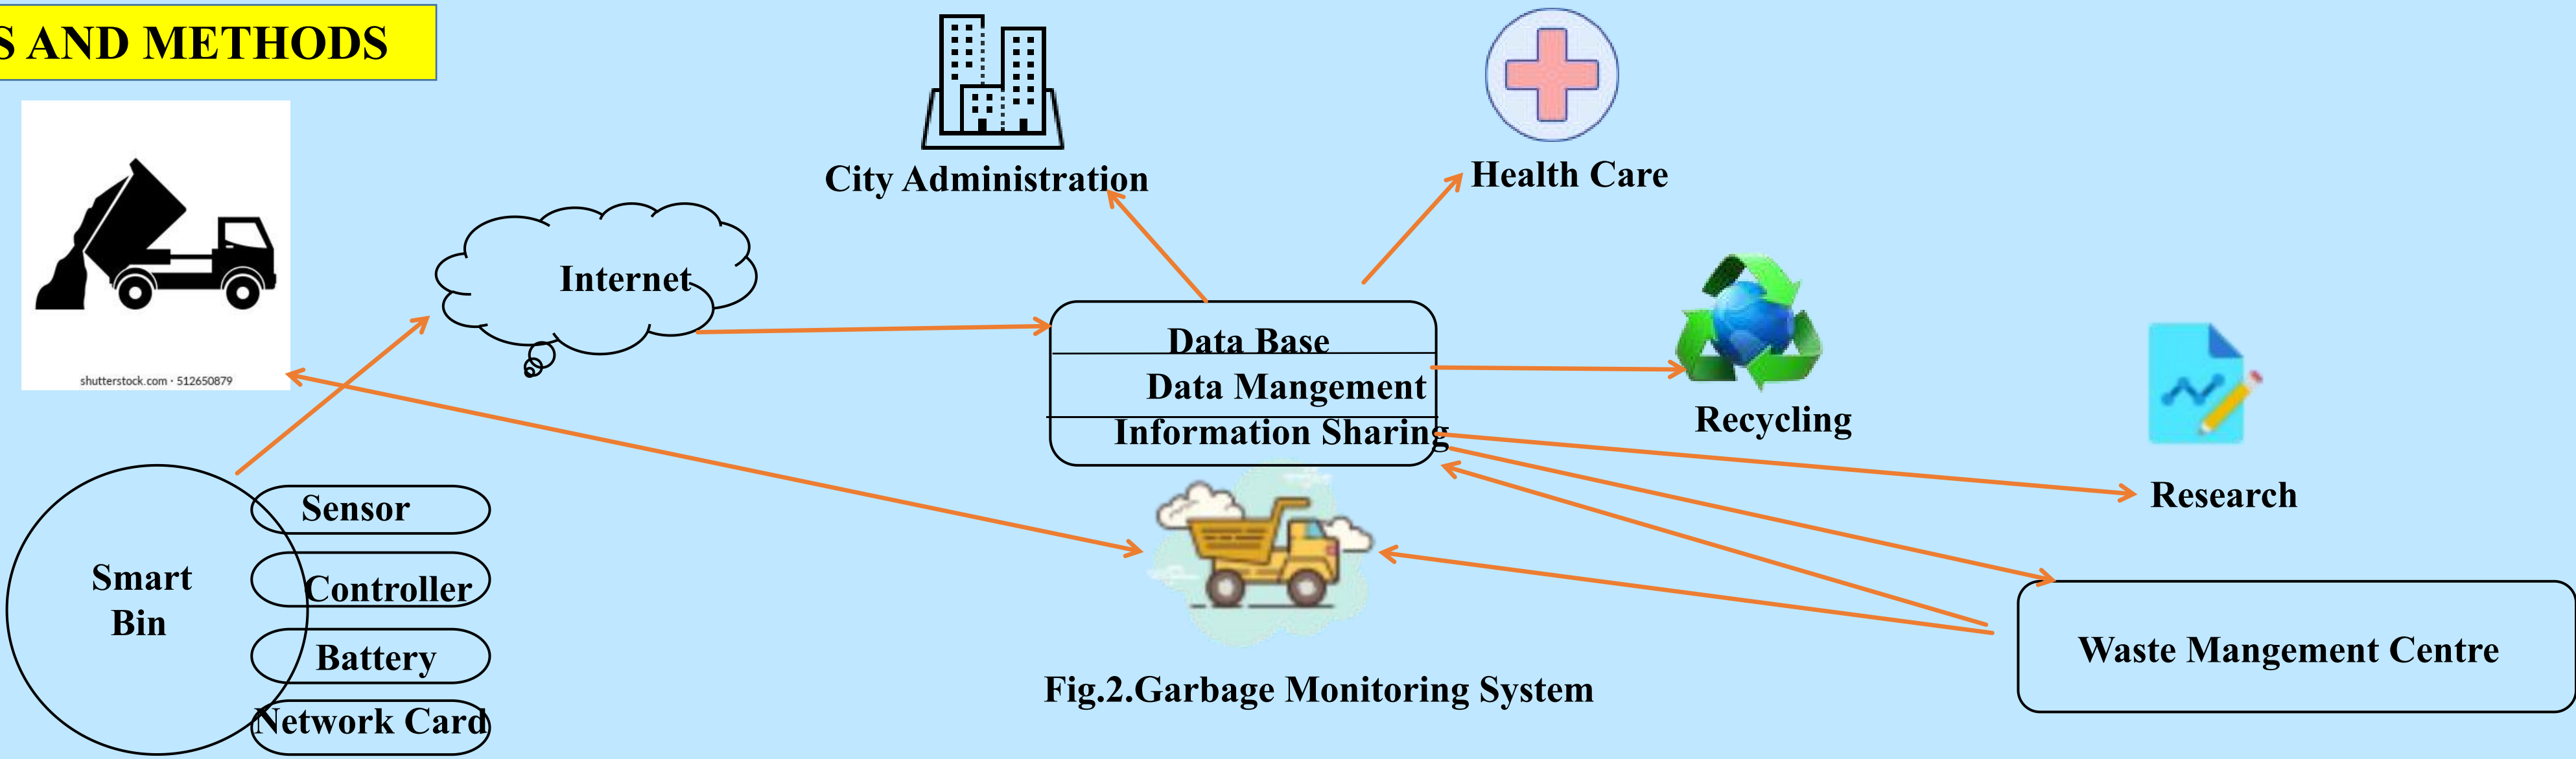 S AND METHODS
City Administration
Health Care
Internet
shutterstock.com · 512650879
Data Base
Data Mangement
Information Sharing
Recycling
Research
Smart
Bin
Sensor
Controller
Battery
Network Card
Waste Mangement Centre
Fig.2.Garbage Monitoring System